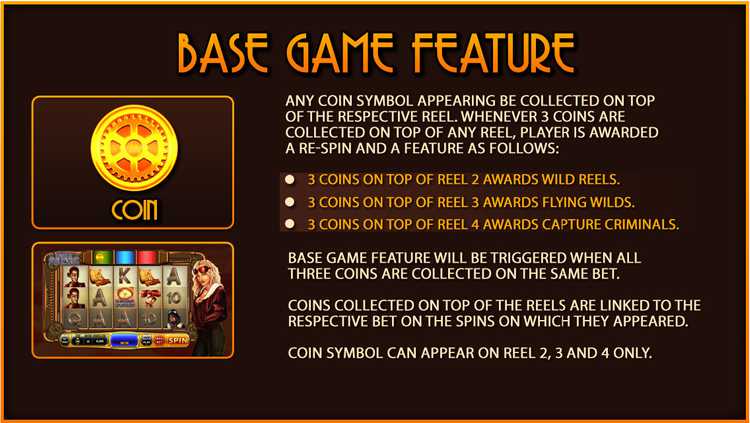 BASE GAME FEATURE
ANY COIN SYMBOL APPEARING BE COLLECTED ON TOP
OF THE RESPECTIVE REEL. WHENEVER 3 COINS ARE
COLLECTED ON TOP OF ANY REEL, PLAYER IS AWARDED
A RE-SPIN AND A FEATURE AS FOLLOWS:
COIN
3 COINS ON TOP OF REEL 2 AWARDS WILD REELS.
3 COINS ON TOP OF REEL 3 AWARDS FLYING WILDS.
3 COINS ON TOP OF REEL 4 AWARDS CAPTURE CRIMINALS.
BASE GAME FEATURE WILL BE TRIGGERED WHEN ALL
THREE COINS ARE COLLECTED ON THE SAME BET.
COINS COLLECTED ON TOP OF THE REELS ARE LINKED TO THE
RESPECTIVE BET ON THE SPINS ON WHICH THEY APPEARED.
COIN SYMBOL CAN APPEAR ON REEL 2, 3 AND 4 ONLY.
K A
10
A
SPIN